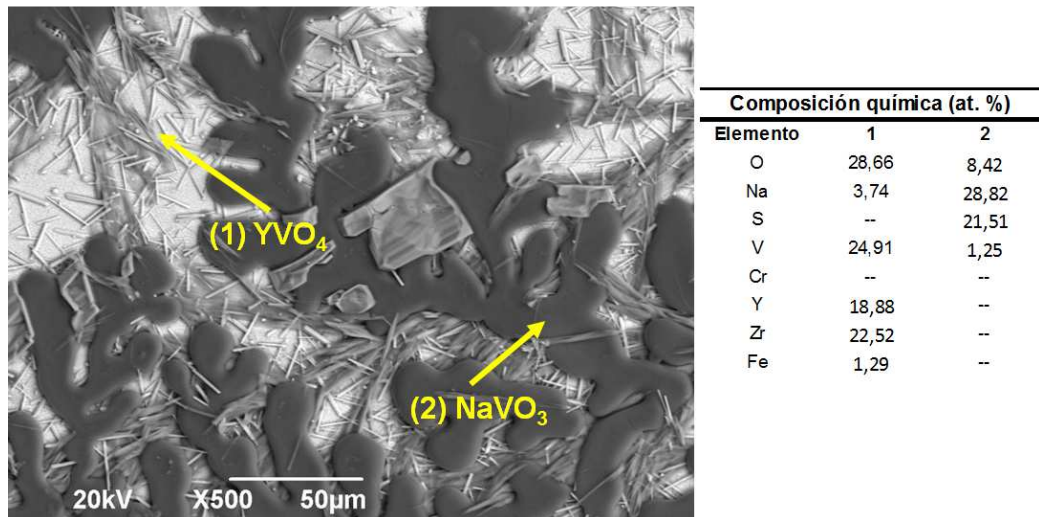 (1) YVO₄
(2) NaVO₃
20kV X500 50µm
Composición química (at. %)
Elemento 1 2
O 28,66 8,42
Na 3,74 28,82
S -- 21,51
V 24,91 1,25
Cr -- --
Y 18,88 --
Zr 22,52 --
Fe 1,29 --